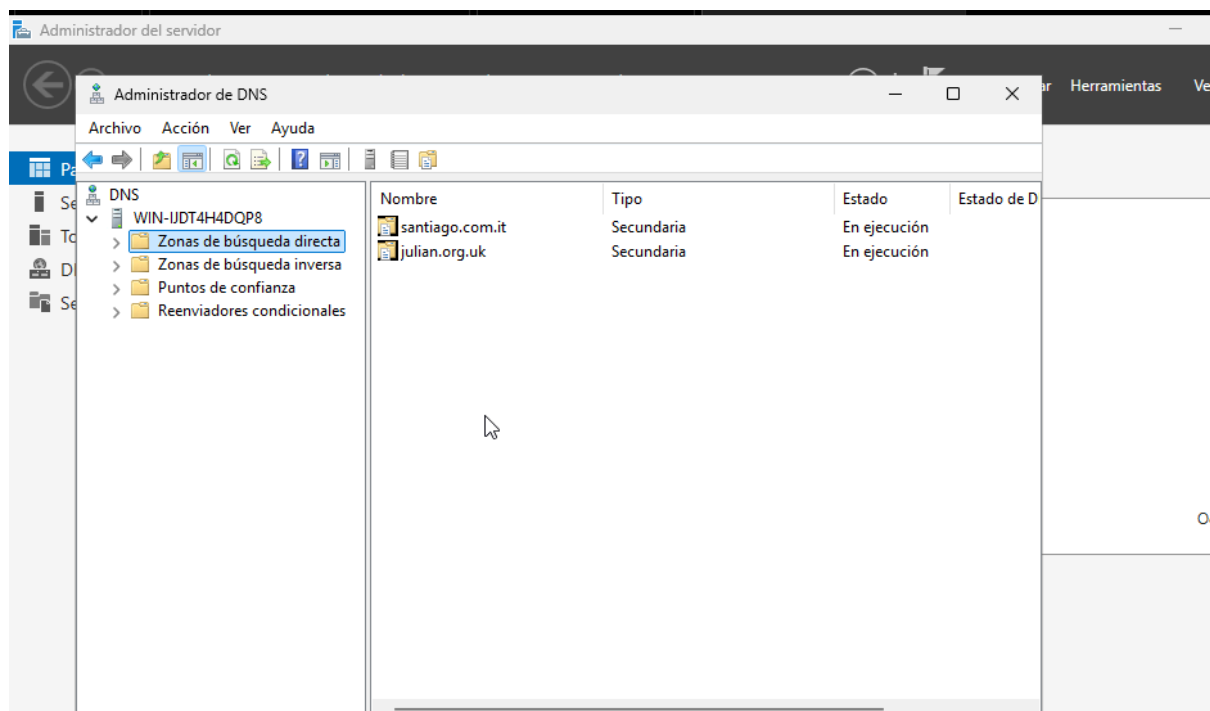 Administrador del servidor
Herramientas
Administrador de DNS
Archivo Acción Ver Ayuda
DNS
WIN-IJDT4H4DQP8
Zonas de búsqueda directa
Zonas de búsqueda inversa
Puntos de confianza
Reenviadores condicionales
Nombre Tipo Estado Estado de D
santiago.com.it Secundaria En ejecución
julian.org.uk Secundaria En ejecución